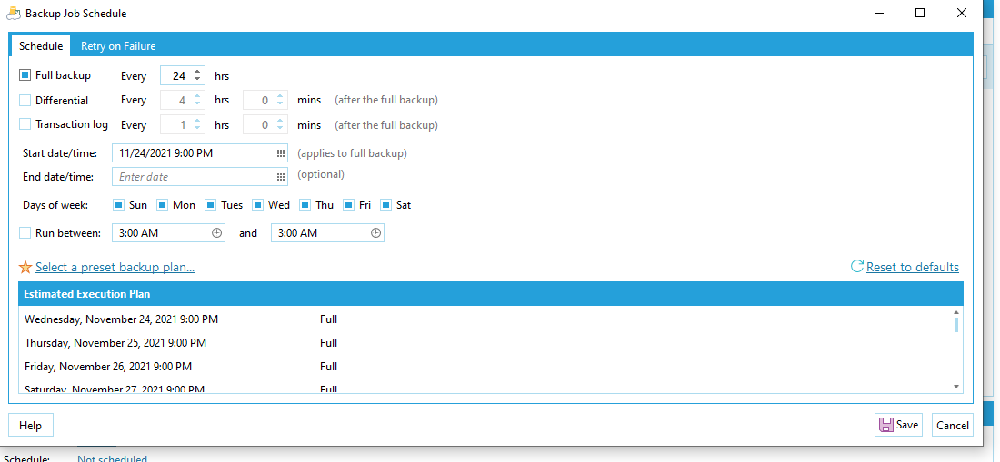 Backup Job Schedule
Schedule Retry on Failure
Full backup Every 24 hrs
Differential Every 4 hrs 0 mins (after the full backup)
Transaction log Every 1 hrs 0 mins (after the full backup)
Start date/time: 11/24/2021 9:00 PM (applies to full backup)
End date/time: Enter date (optional)
Days of week: Sun Mon Tues Wed Thu Fri Sat
Run between: 3:00 AM and 3:00 AM
Select a preset backup plan... Reset to defaults
Estimated Execution Plan
Wednesday, November 24, 2021 9:00 PM Full
Thursday, November 25, 2021 9:00 PM Full
Friday, November 26, 2021 9:00 PM Full
Saturday, November 27, 2021 9:00 PM Full
Help Save Cancel
Schedule: Not scheduled